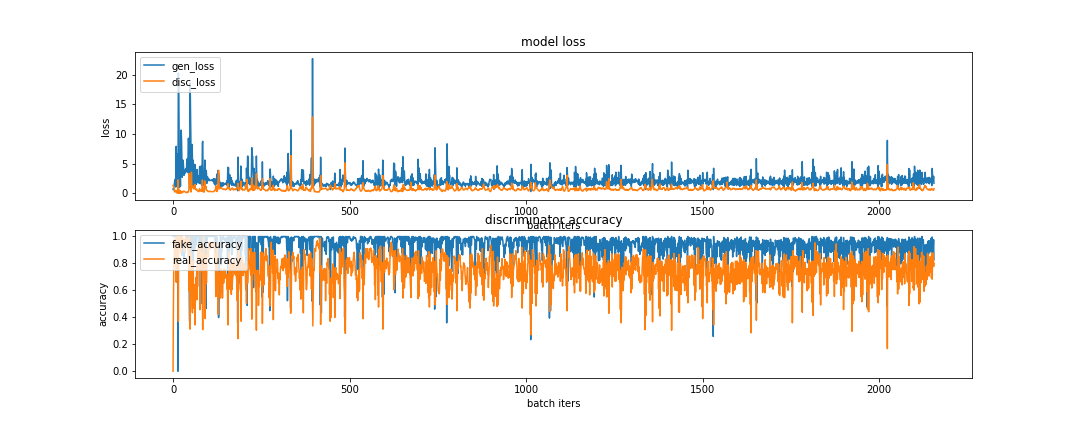 model loss
gen_loss
disc_loss
loss
20
15
10
5
0
0 500 1000 1500 2000
batch iters
discriminator accuracy
fake_accuracy
real_accuracy
accuracy
1.0
0.8
0.6
0.4
0.2
0.0
0 500 1000 1500 2000
batch iters